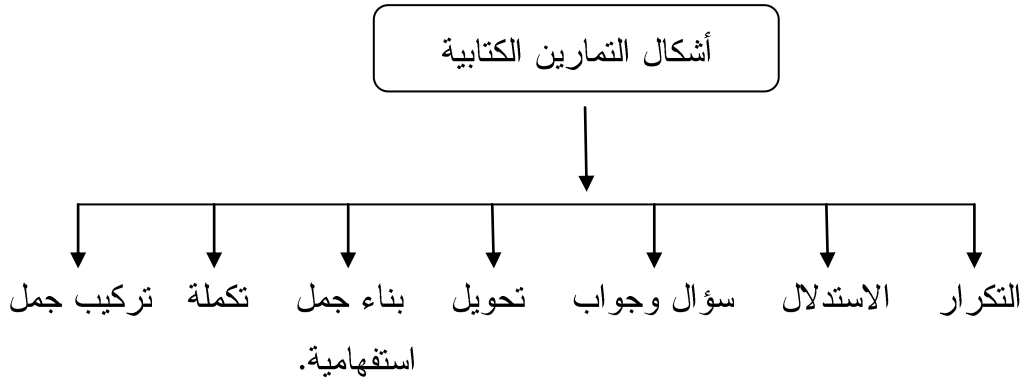 أشكال التمارين الكتابية
التكرار
الاستدلال
سؤال وجواب
تحويل
بناء جمل
استفهامية.
تكملة
تركيب جمل